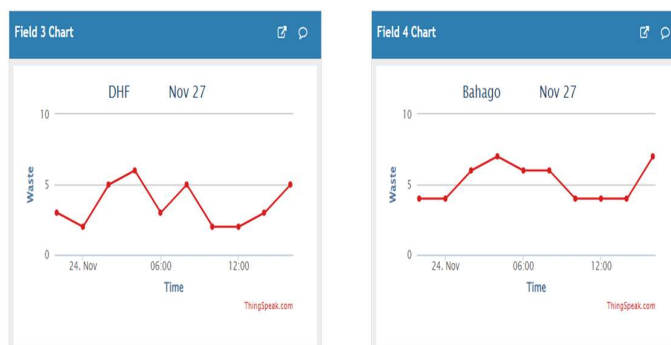 Field 3 Chart
DHF Nov 27
10
5
0
Waste
24. Nov 06:00 12:00
Time
ThingSpeak.com
Field 4 Chart
Bahago Nov 27
10
5
0
Waste
24. Nov 06:00 12:00
Time
ThingSpeak.com